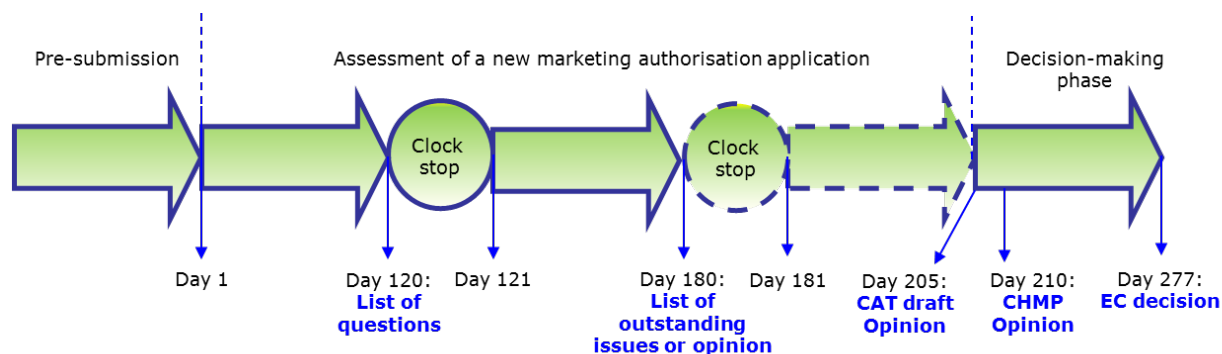 Pre-submission
Assessment of a new marketing authorisation application
Decision-making
phase
Clock
stop
Clock
stop
Day 1
Day 120:
List of
questions
Day 121
Day 180:
List of
outstanding
issues or opinion
Day 181
Day 205:
CAT draft
Opinion
Day 210:
CHMP
Opinion
Day 277:
EC decision